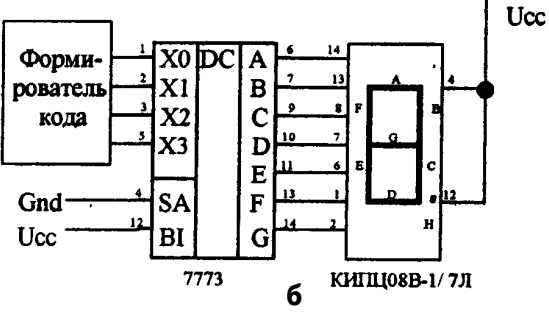 Ucc
Форми-
рователь
кода
1 X0 DC A 6 14
2 X1 B 7 13
3 X2 C 9 8
5 X3 D 10 7
E 11 6
Gnd 4 SA F 13 1
Ucc 12 BI G 14 2
A 4
F B
G
E C
D 12
H
7773
КИПЦ08В-1/ 7Л
б